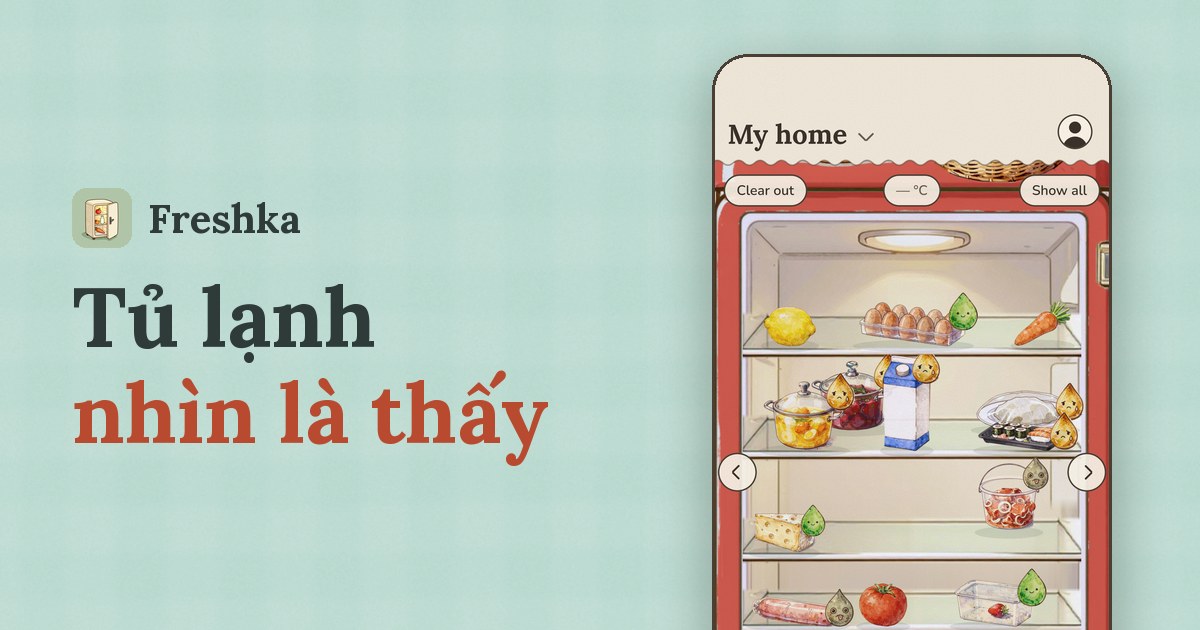 Freshka
Tủ lạnh
nhìn là thấy
My home
Clear out
— °C
Show all